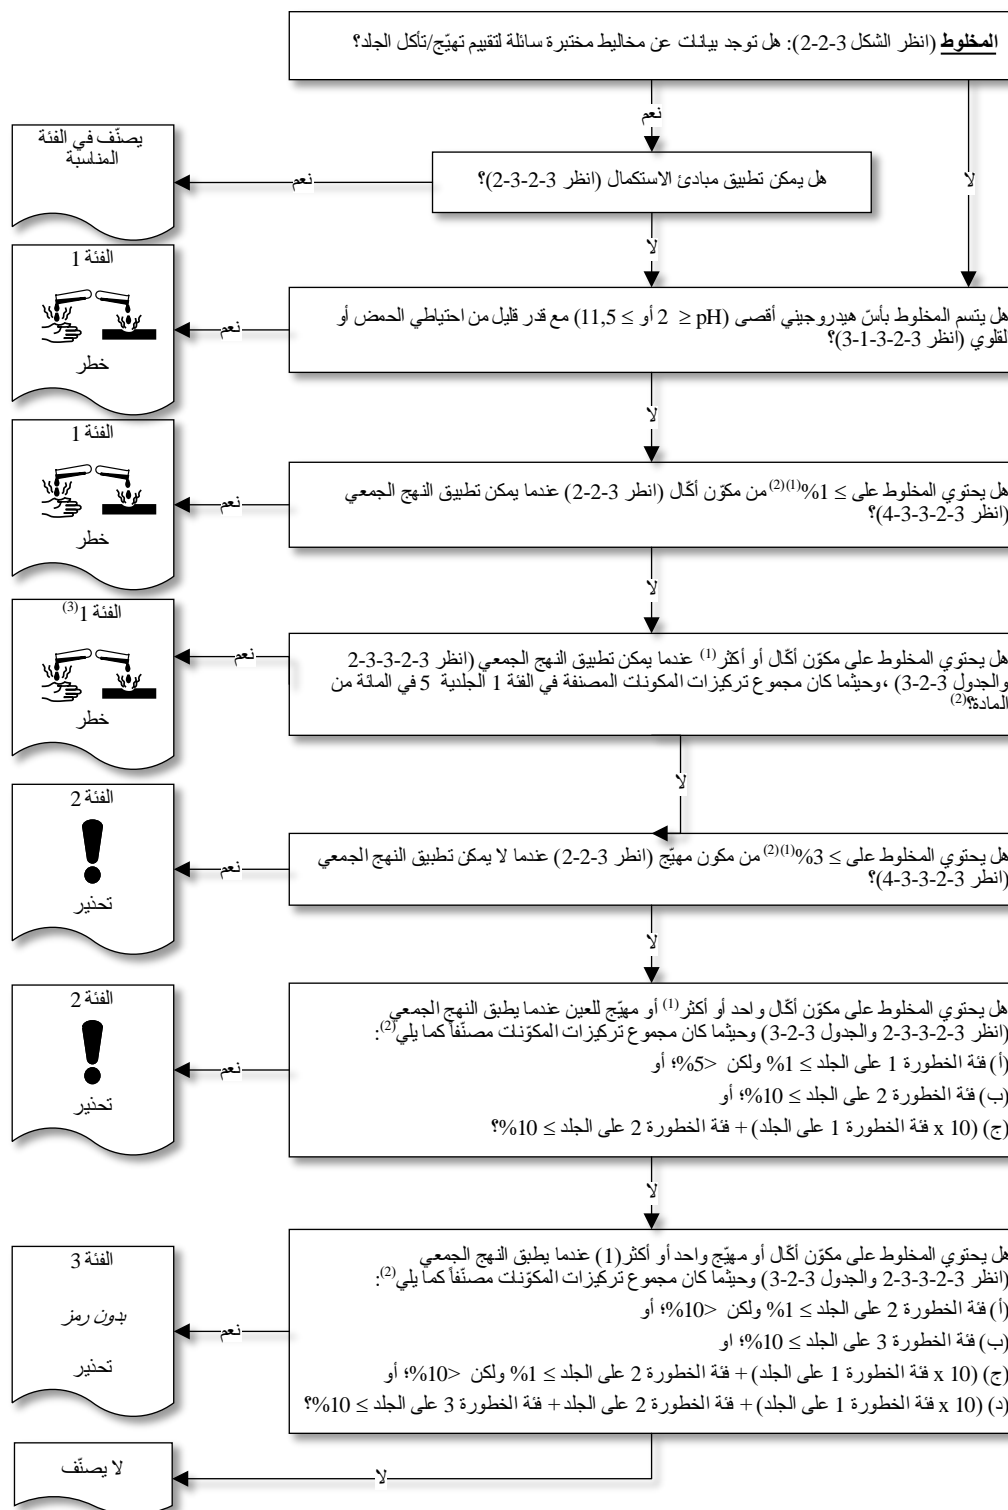 المخلوط (انظر الشكل 3-2-2): هل توجد بيانات عن مخاليط مختبرة سائلة لتقييم تهيّج/تأكل الجلد؟
نعم
لا
هل يمكن تطبيق مبادئ الاستكمال (انظر 3-2-3-2)؟
نعم
يصنّف في الفئة
المناسبة
لا
هل يتسم المخلوط بأسّ هيدروجيني أقصى (pH ≤ 2 أو ≥ 11,5) مع قدر قليل من احتياطي الحمض أو
لقلوي (انظر 3-2-3-1-3)؟
نعم
الفئة 1
خطر
لا
هل يحتوي المخلوط على ≥ 1%(1)(2) من مكوّن أكّال (انظر 3-2-2) عندما يمكن تطبيق النهج الجمعي
(انظر 3-2-3-3-4)؟
نعم
الفئة 1
خطر
لا
هل يحتوي المخلوط على مكوّن أكّال أو أكثر(1) عندما يمكن تطبيق النهج الجمعي (انظر 3-2-3-3-2
والجدول 3-2-3) ، وحيثما كان مجموع تركيزات المكونات المصنفة في الفئة 1 الجلدية 5 في المائة من
المادة؟(2)
نعم
الفئة 1(3)
خطر
لا
هل يحتوي المخلوط على ≥ 3%(1)(2) من مكون مهيّج (انظر 3-2-2) عندما لا يمكن تطبيق النهج الجمعي
(انظر 3-2-3-3-4)؟
نعم
الفئة 2
تحذير
لا
هل يحتوي المخلوط على مكوّن أكّال واحد أو أكثر(1) أو مهيّج للعين عندما يطبق النهج الجمعي
(انظر 3-2-3-3-2 والجدول 3-2-3) وحيثما كان مجموع تركيزات المكوّنات مصنّفاً كما يلي(2):
(أ) فئة الخطورة 1 على الجلد ≥ 1% ولكن <5%؛ أو
(ب) فئة الخطورة 2 على الجلد ≥ 10%؛ أو
(ج) (10 x فئة الخطورة 1 على الجلد) + فئة الخطورة 2 على الجلد ≥ 10%؟
نعم
الفئة 2
تحذير
لا
هل يحتوي المخلوط على مكوّن أكّال أو مهيّج واحد أو أكثر(1) عندما يطبق النهج الجمعي
(انظر 3-2-3-3-2 والجدول 3-2-3) وحيثما كان مجموع تركيزات المكوّنات مصنّفاً كما يلي(2):
(أ) فئة الخطورة 2 على الجلد ≥ 1% ولكن <10%؛ أو
(ب) فئة الخطورة 3 على الجلد ≥ 10%؛ او
(ج) (10 x فئة الخطورة 1 على الجلد) + فئة الخطورة 2 على الجلد ≥ 1% ولكن <10%؛ أو
(د) (10 x فئة الخطورة 1 على الجلد) + فئة الخطورة 2 على الجلد + فئة الخطورة 3 على الجلد ≥ 10%؟
نعم
الفئة 3
بدون رمز
تحذير
لا
لا يصنّف